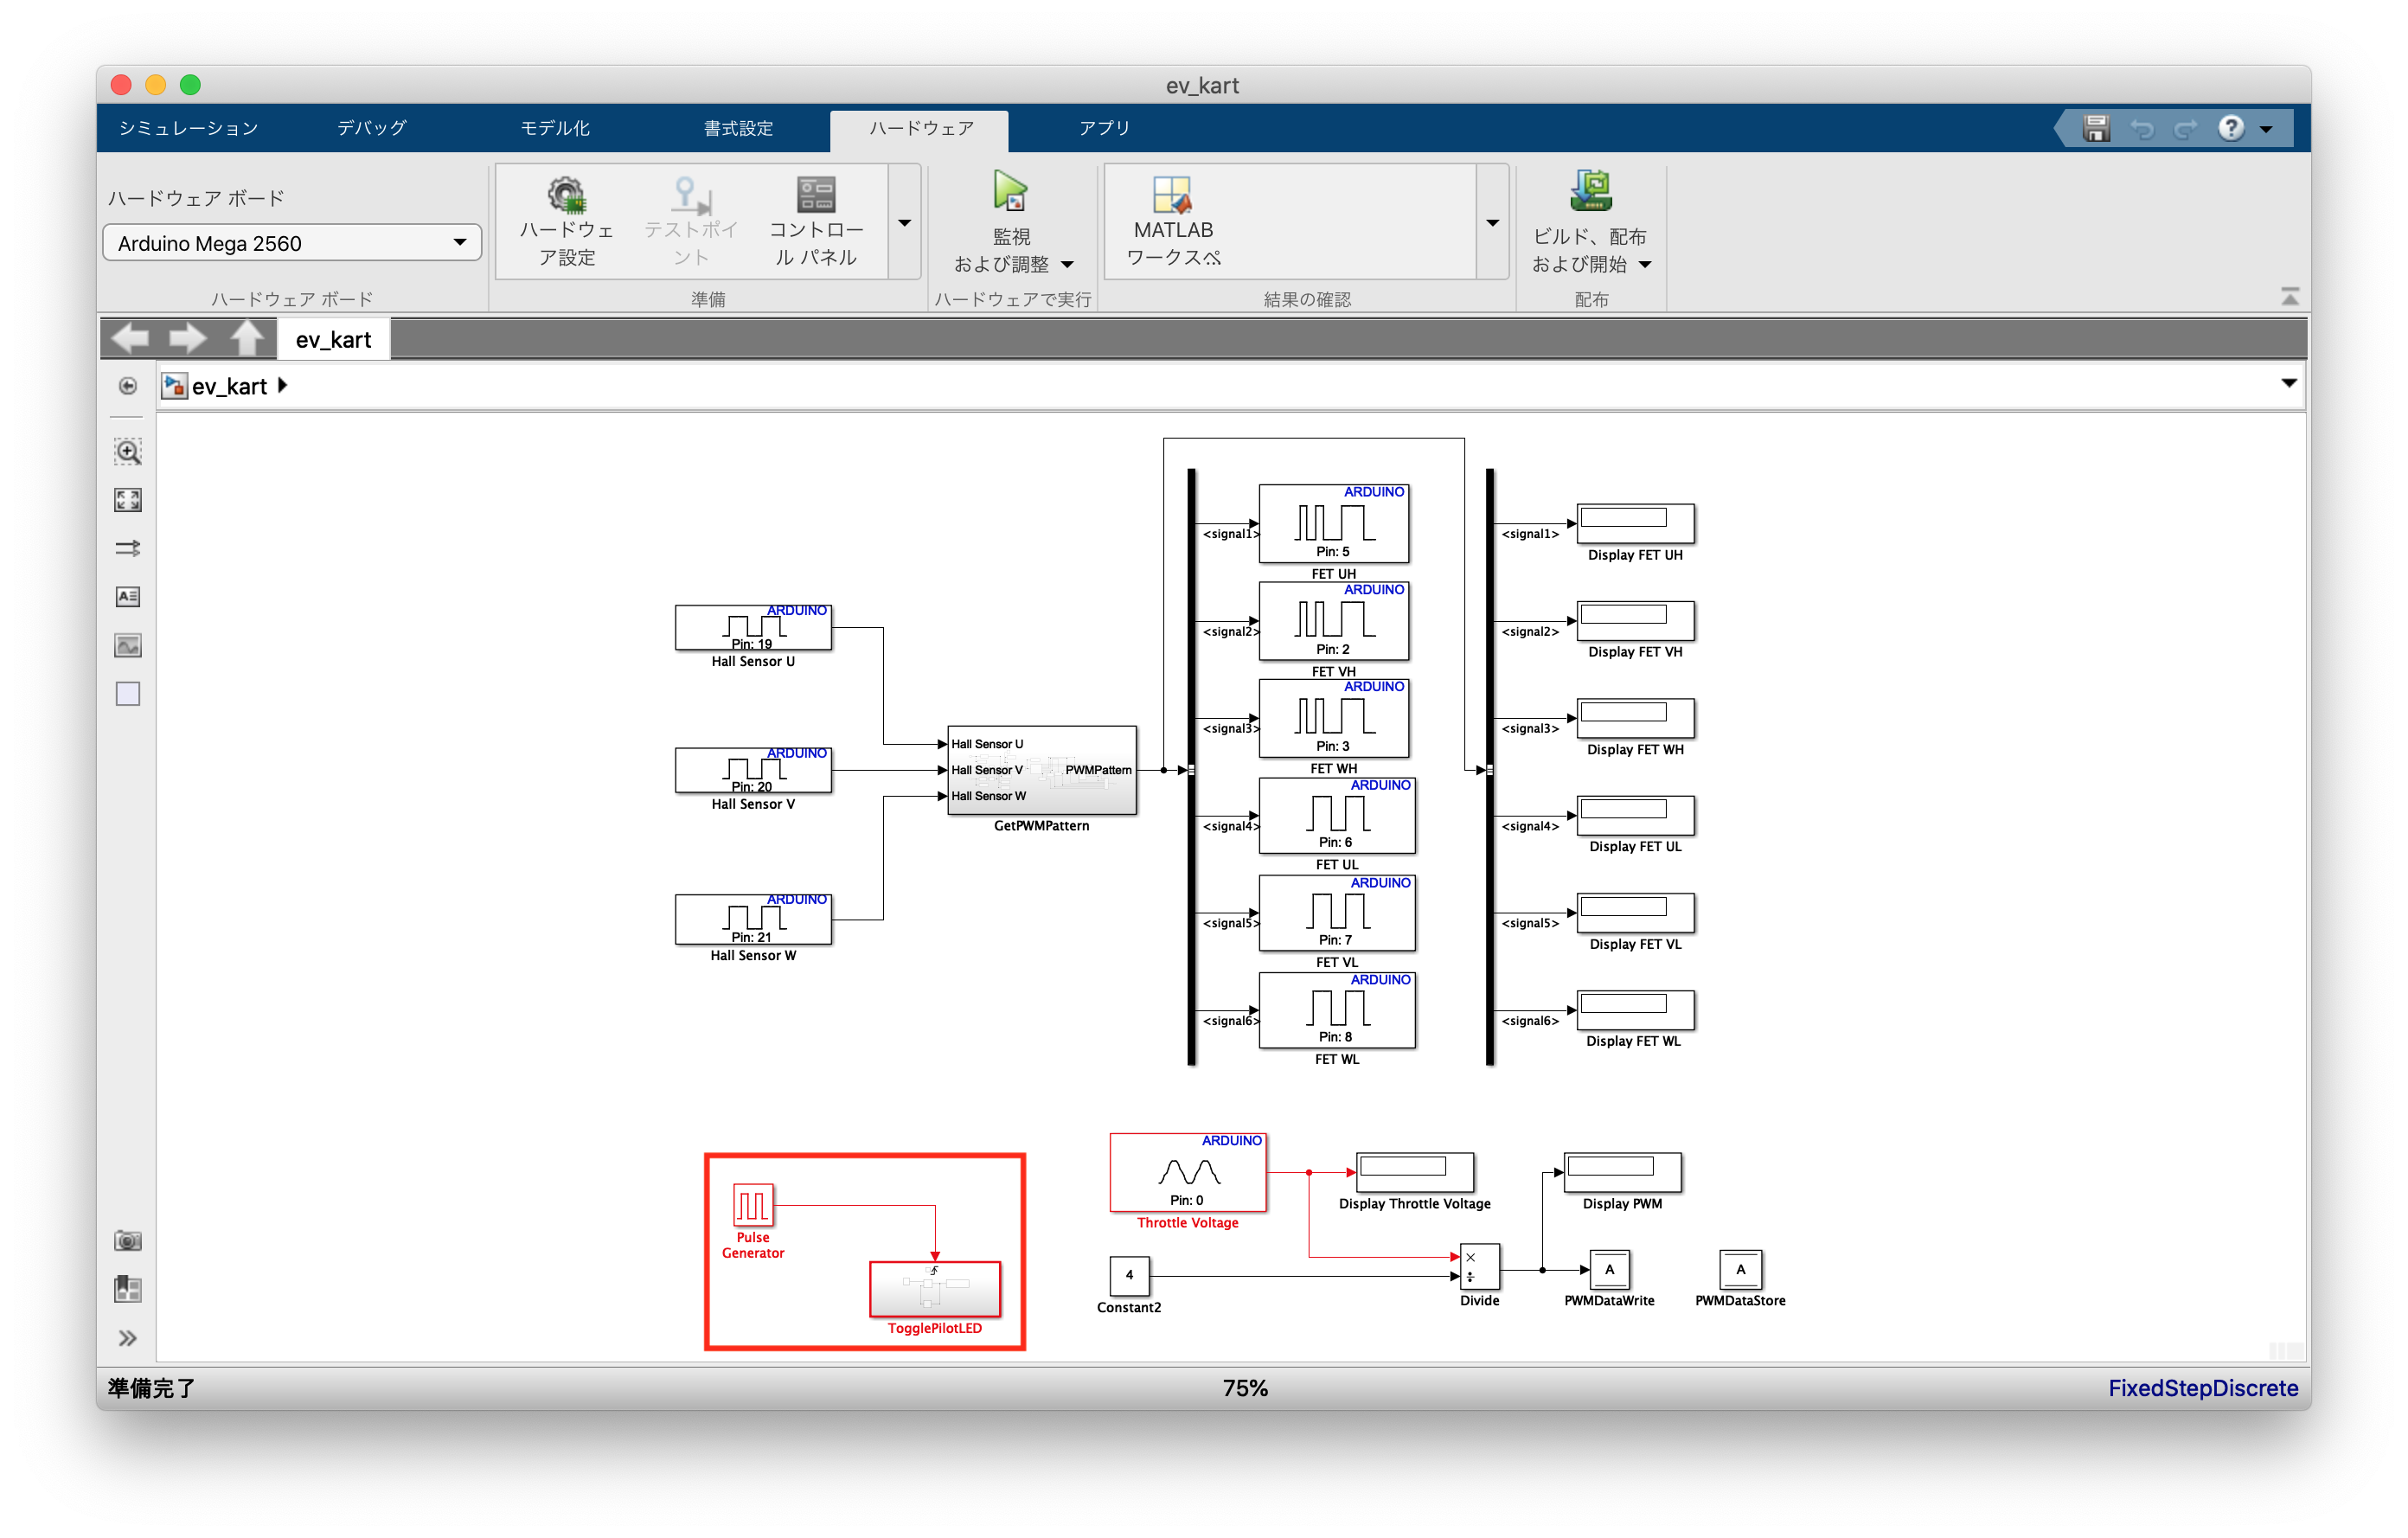 ev_kart
シミュレーション デバッグ モデル化 書式設定 ハードウェア アプリ
ハードウェア ボード
Arduino Mega 2560
ハードウェ
ア設定
テストポイ
ント
コントロー
ル パネル
監視
および調整
MATLAB
ワークスペ
ビルド、配布
および開始
ハードウェア ボード 準備 ハードウェアで実行 結果の確認 配布
ev_kart
ev_kart
ARDUINO
Pin: 19
Hall Sensor U
ARDUINO
Pin: 20
Hall Sensor V
ARDUINO
Pin: 21
Hall Sensor W
Hall Sensor U
Hall Sensor V PWMPattern
Hall Sensor W
GetPWMPattern
<signal1>
<signal2>
<signal3>
<signal4>
<signal5>
<signal6>
ARDUINO
Pin: 5
FET UH
ARDUINO
Pin: 2
FET VH
ARDUINO
Pin: 3
FET WH
ARDUINO
Pin: 6
FET UL
ARDUINO
Pin: 7
FET VL
ARDUINO
Pin: 8
FET WL
<signal1>
Display FET UH
<signal2>
Display FET VH
<signal3>
Display FET WH
<signal4>
Display FET UL
<signal5>
Display FET VL
<signal6>
Display FET WL
Pulse
Generator
TogglePilotLED
ARDUINO
Pin: 0
Throttle Voltage
Display Throttle Voltage
Display PWM
4
Constant2
×
÷
Divide
A
PWMDataWrite
A
PWMDataStore
準備完了 75% FixedStepDiscrete